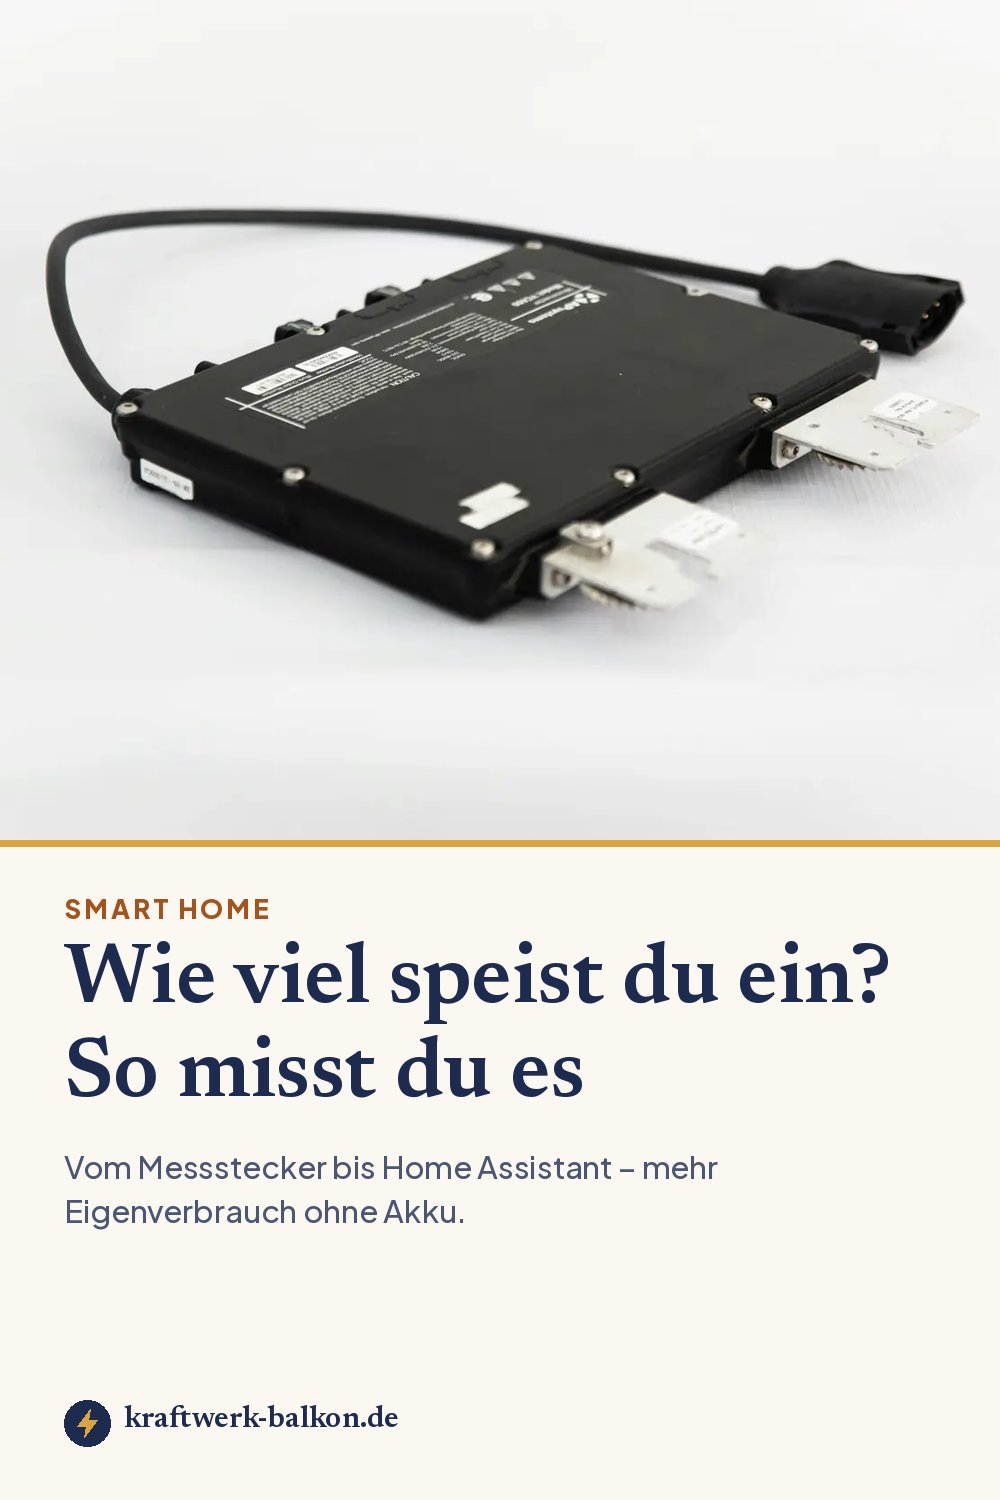 SMART HOME
Wie viel speist du ein?
So misst du es
Vom Messstecker bis Home Assistant – mehr
Eigenverbrauch ohne Akku.
kraftwerk-balkon.de